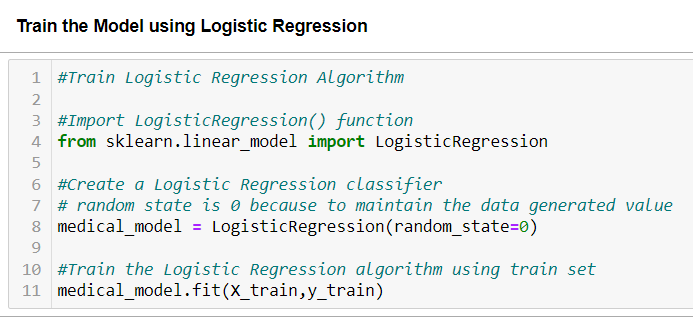 Train the Model using Logistic Regression
1 #Train Logistic Regression Algorithm
2
3 #Import LogisticRegression() function
4 from sklearn.linear_model import LogisticRegression
5
6 #Create a Logistic Regression classifier
7 # random state is 0 because to maintain the data generated value
8 medical_model = LogisticRegression(random_state=0)
9
10 #Train the Logistic Regression algorithm using train set
11 medical_model.fit(X_train,y_train)